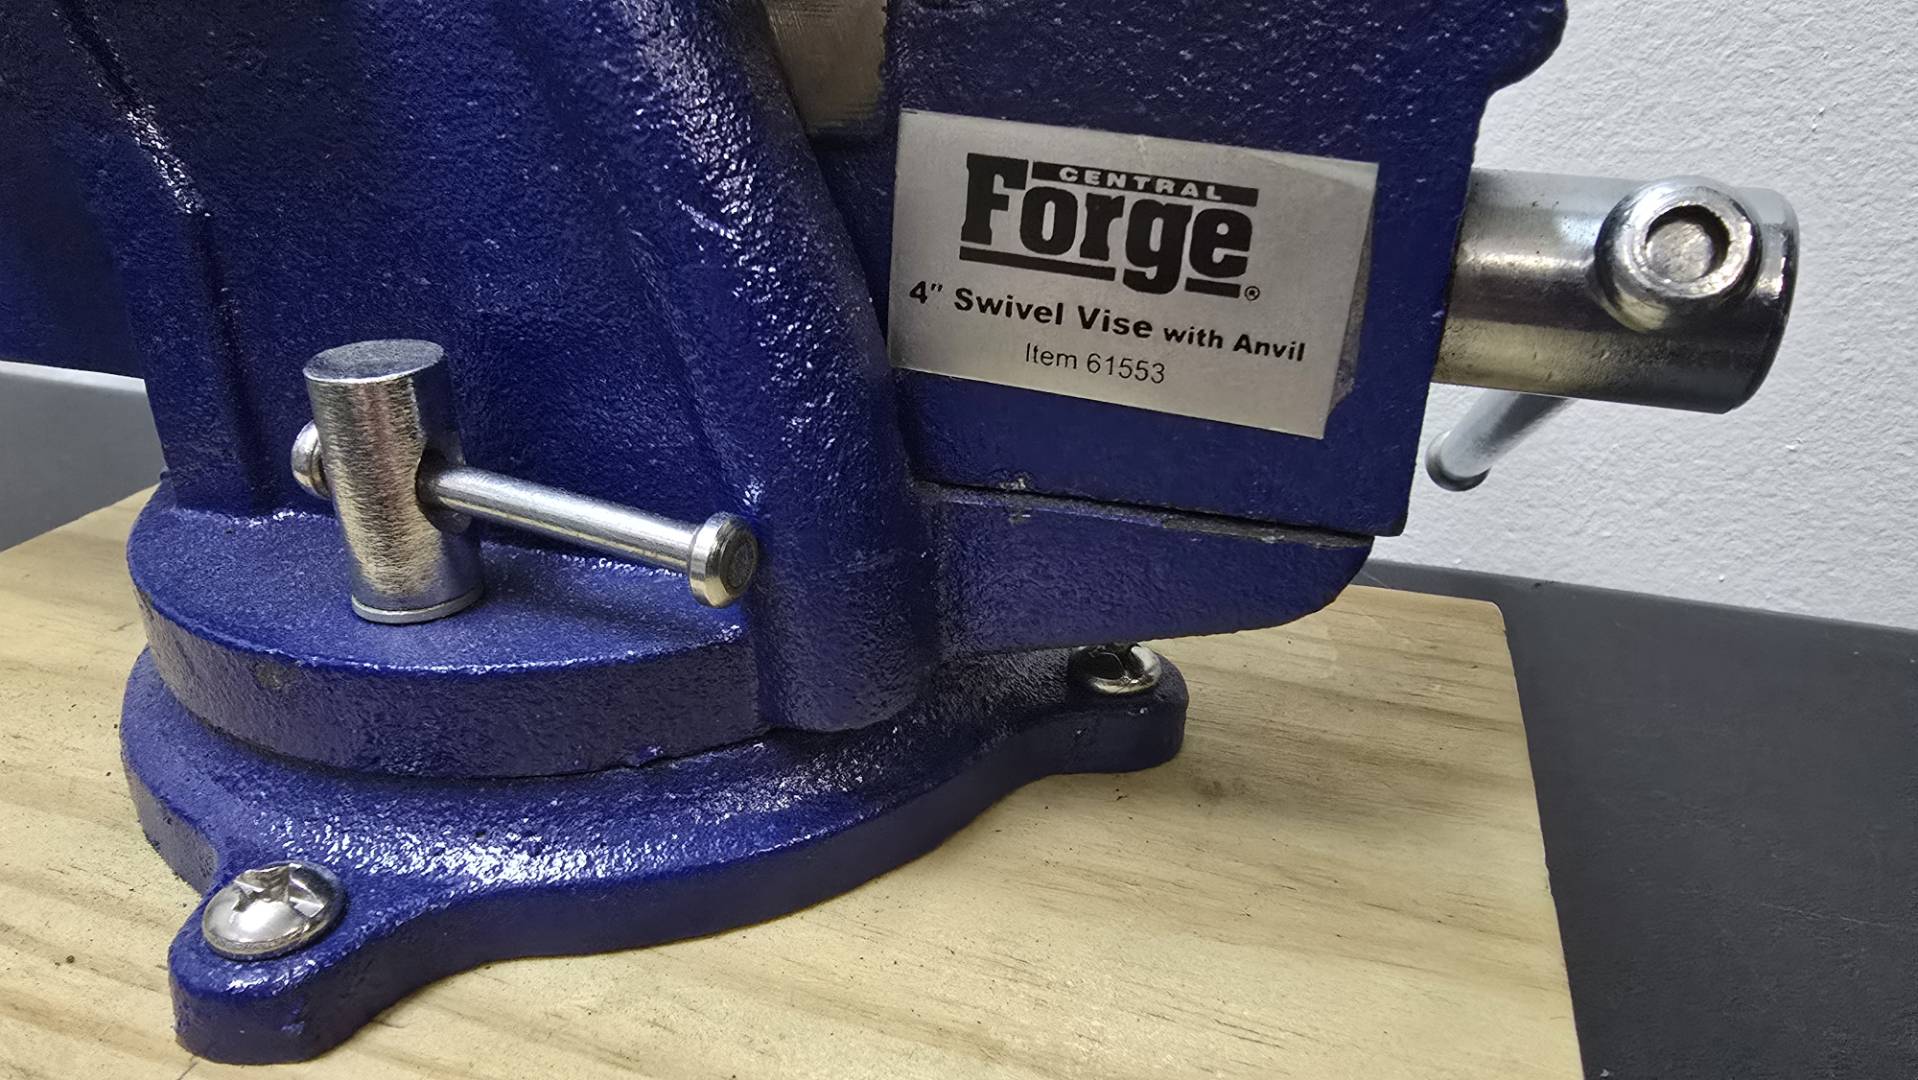 CENTRAL
Forge®
4" Swivel Vise with Anvil
Item 61553